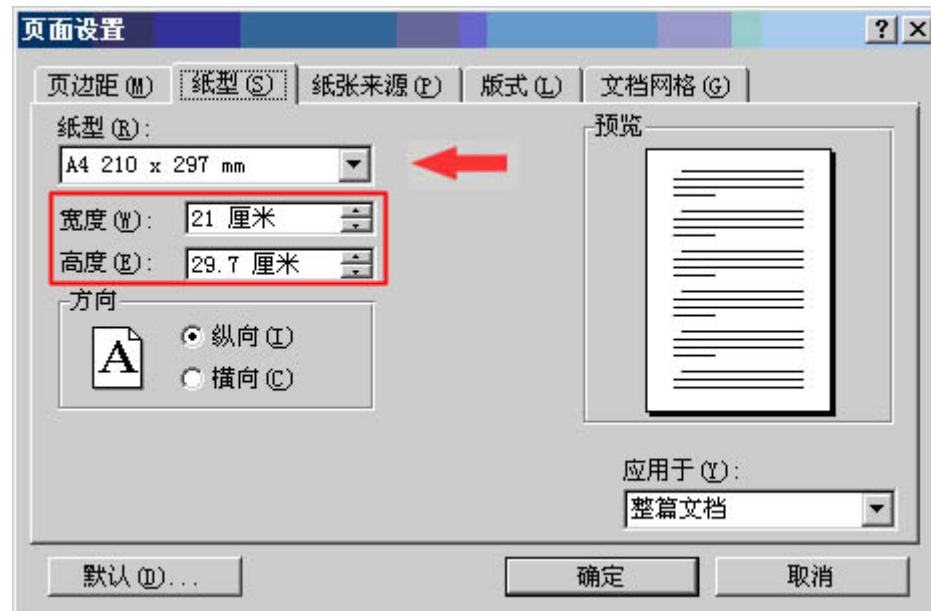 页面设置
页边距(M) 纸型(S) 纸张来源(P) 版式(L) 文档网格(G)
纸型(R):
A4 210 x 297 mm
宽度(W): 21 厘米
高度(E): 29.7 厘米
方向
A
纵向(I)
横向(C)
预览
应用于(Y):
整篇文档
默认(D)... 确定 取消